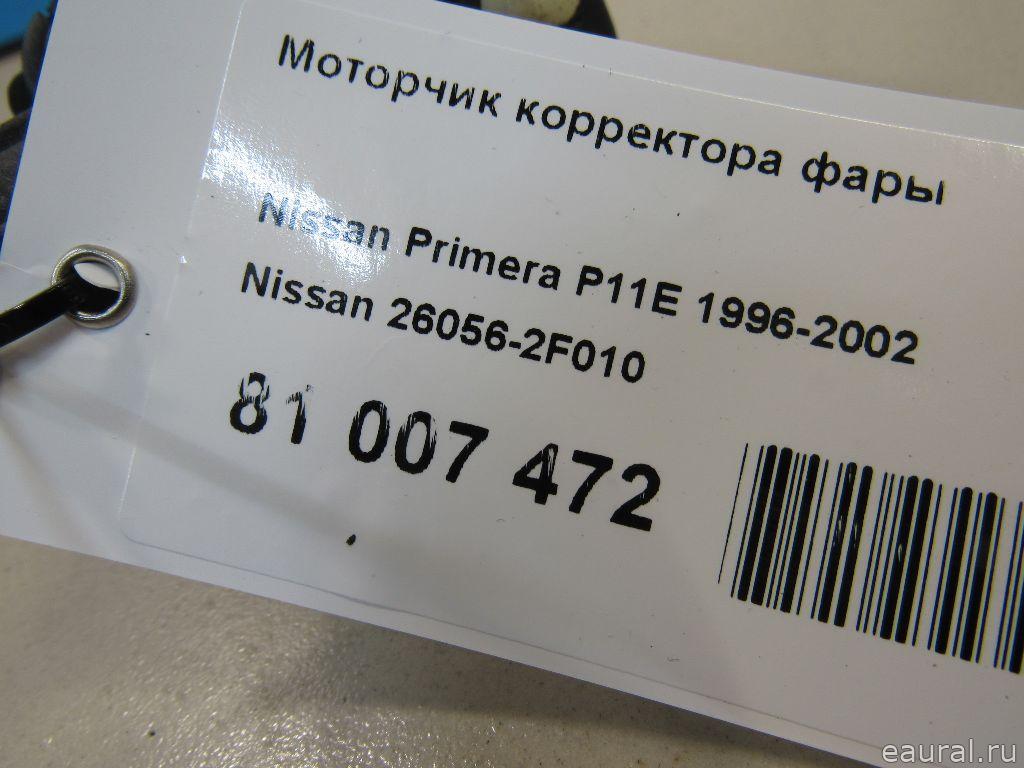 Моторчик корректора фары
Nissan Primera P11E 1996-2002
Nissan 26056-2F010
81 007 472
eaural.ru